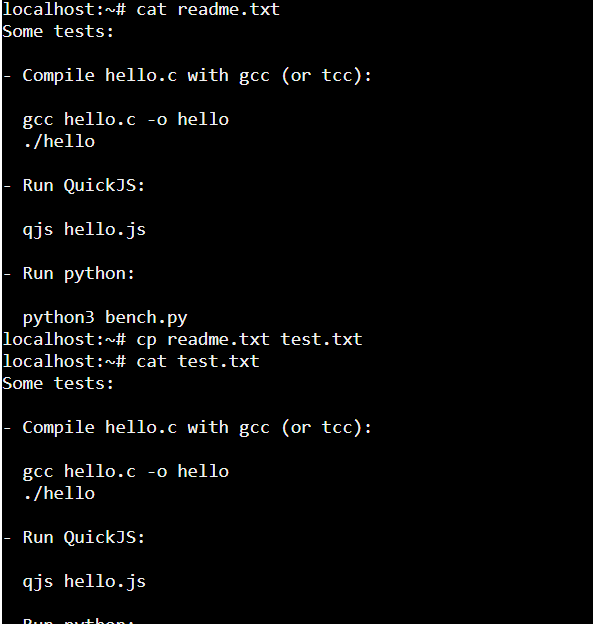 localhost:~# cat readme.txt
Some tests:
- Compile hello.c with gcc (or tcc):
gcc hello.c -o hello
./hello
- Run QuickJS:
qjs hello.js
- Run python:
python3 bench.py
localhost:~# cp readme.txt test.txt
localhost:~# cat test.txt
Some tests:
- Compile hello.c with gcc (or tcc):
gcc hello.c -o hello
./hello
- Run QuickJS:
qjs hello.js
- Run python: